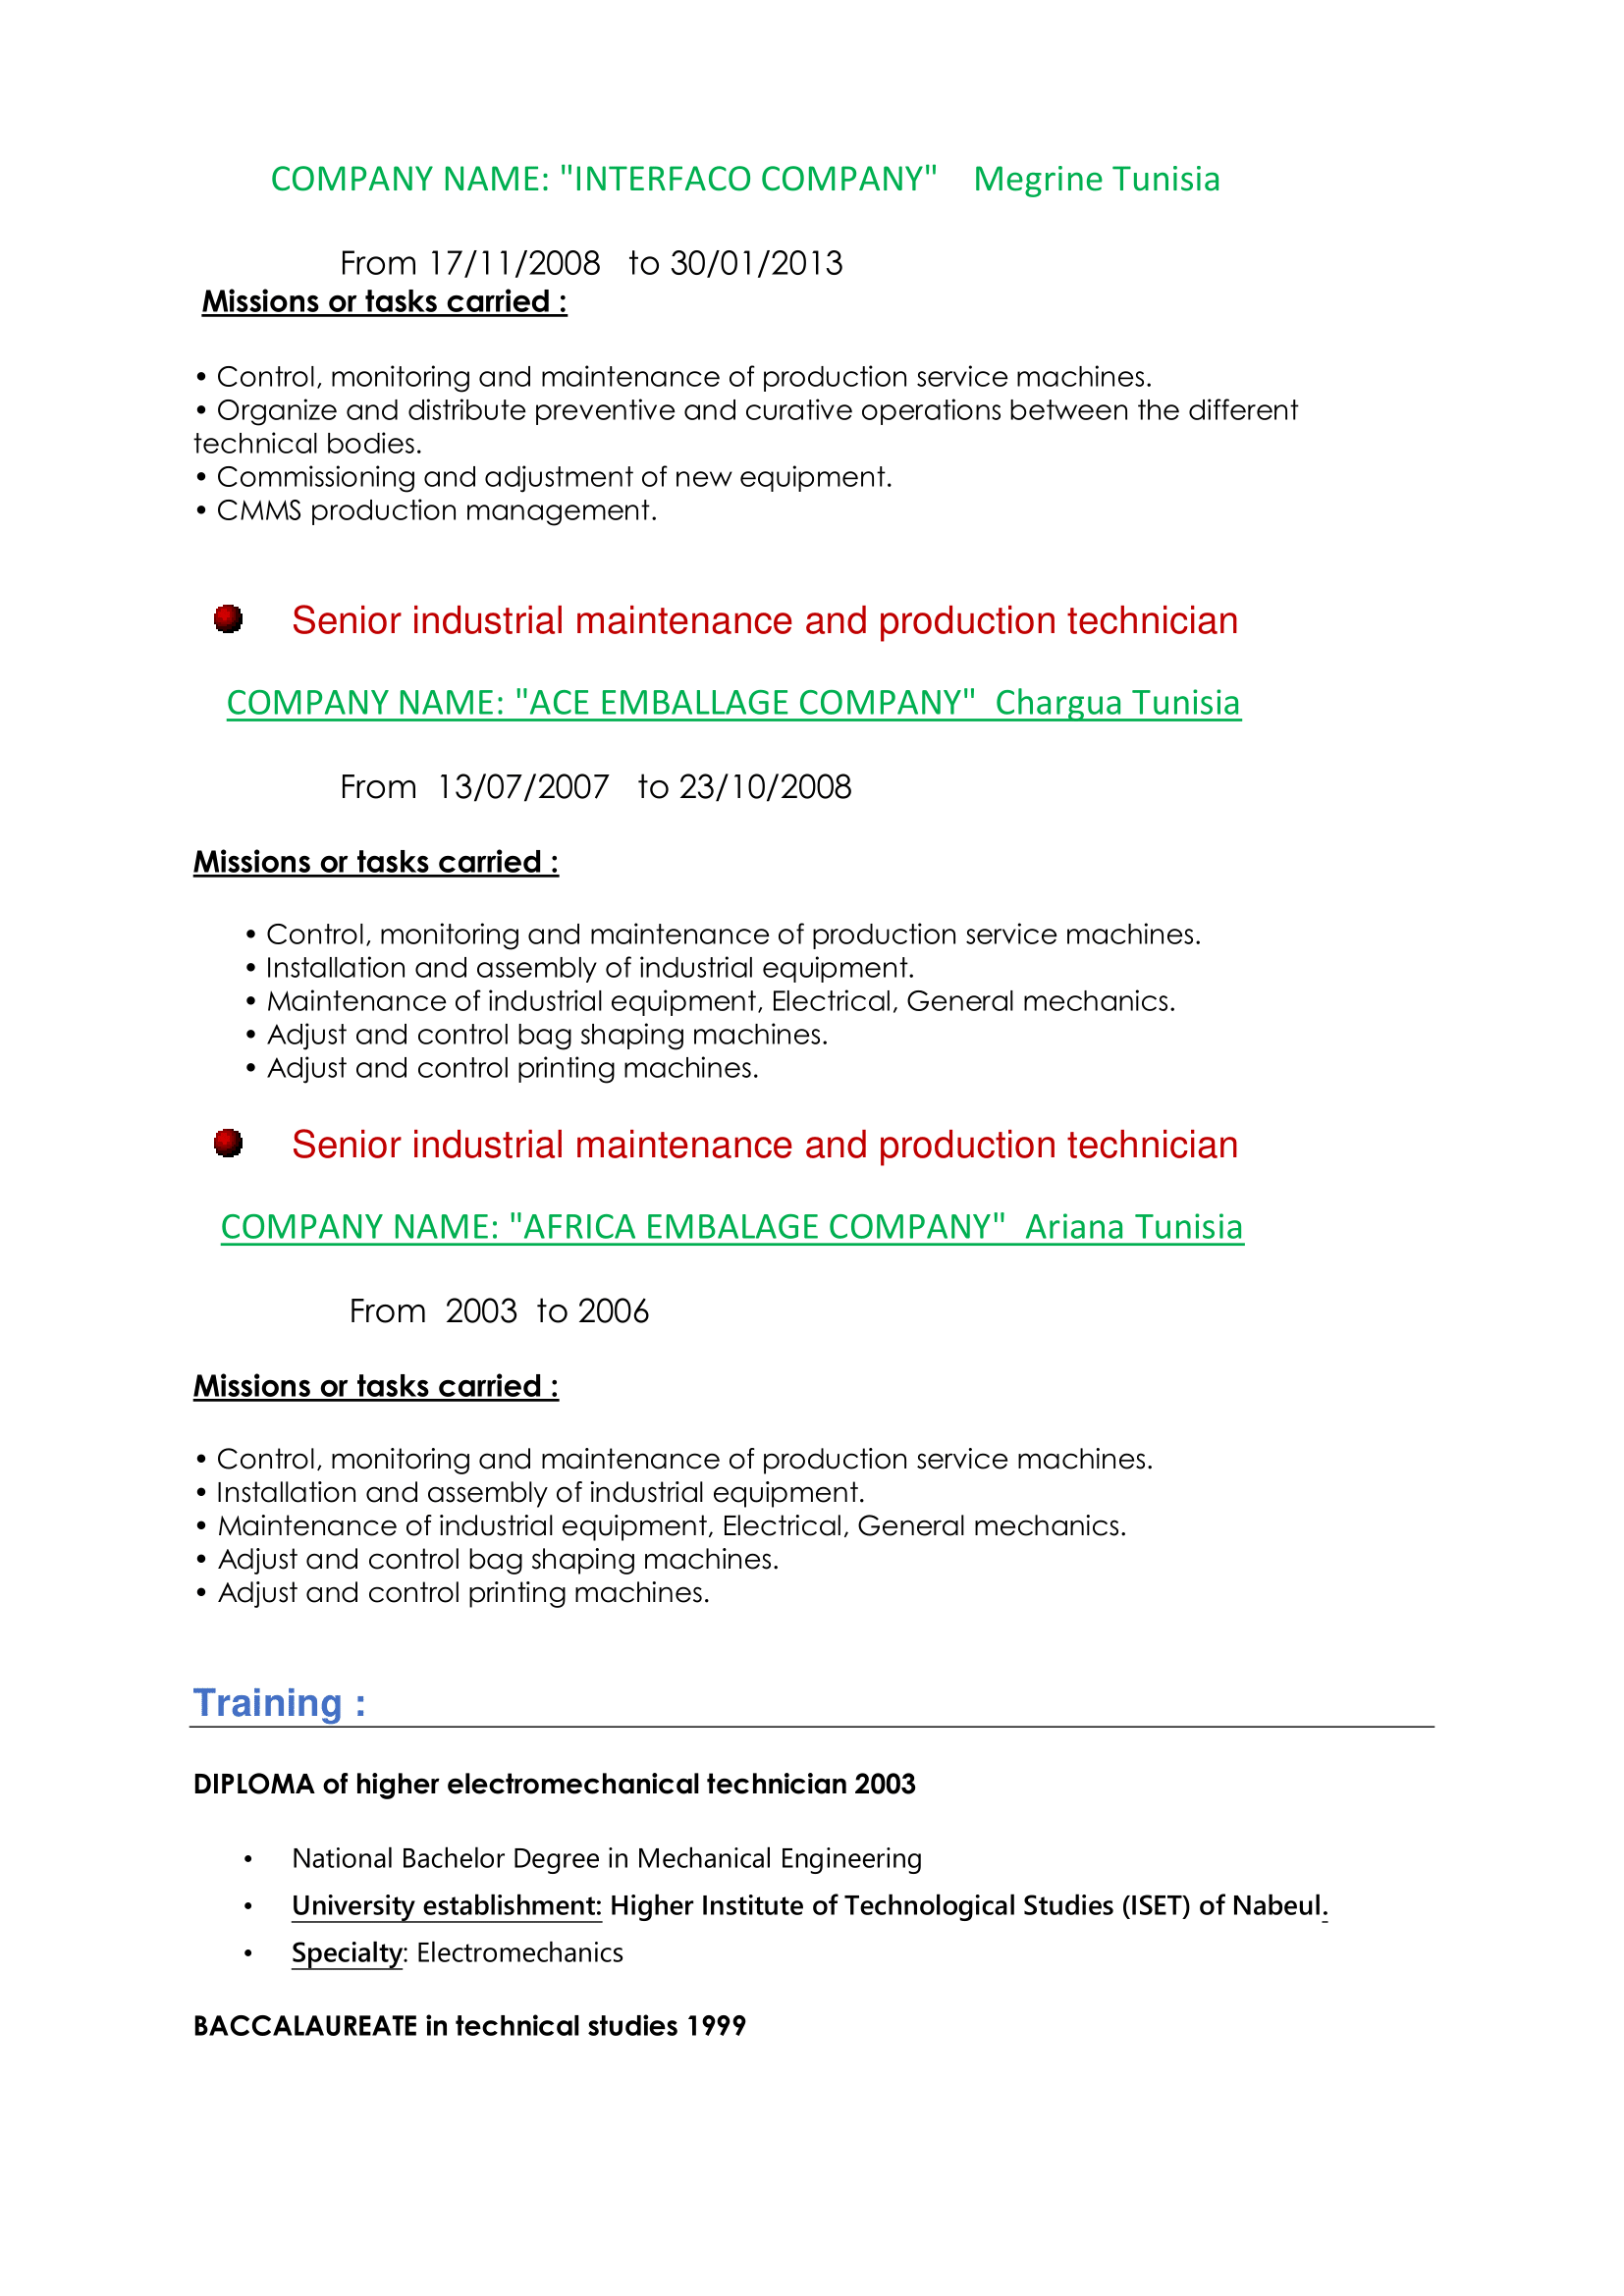 COMPANY NAME: "INTERFACO COMPANY" Megrine Tunisia
From 17/11/2008 to 30/01/2013
Missions or tasks carried :
• Control, monitoring and maintenance of production service machines.
• Organize and distribute preventive and curative operations between the different
technical bodies.
• Commissioning and adjustment of new equipment.
• CMMS production management.
Senior industrial maintenance and production technician
COMPANY NAME: "ACE EMBALLAGE COMPANY" Chargua Tunisia
From 13/07/2007 to 23/10/2008
Missions or tasks carried :
• Control, monitoring and maintenance of production service machines.
• Installation and assembly of industrial equipment.
• Maintenance of industrial equipment, Electrical, General mechanics.
• Adjust and control bag shaping machines.
• Adjust and control printing machines.
Senior industrial maintenance and production technician
COMPANY NAME: "AFRICA EMBALAGE COMPANY" Ariana Tunisia
From 2003 to 2006
Missions or tasks carried :
• Control, monitoring and maintenance of production service machines.
• Installation and assembly of industrial equipment.
• Maintenance of industrial equipment, Electrical, General mechanics.
• Adjust and control bag shaping machines.
• Adjust and control printing machines.
Training :
DIPLOMA of higher electromechanical technician 2003
• National Bachelor Degree in Mechanical Engineering
• University establishment: Higher Institute of Technological Studies (ISET) of Nabeul.
• Specialty: Electromechanics
BACCALAUREATE in technical studies 1999